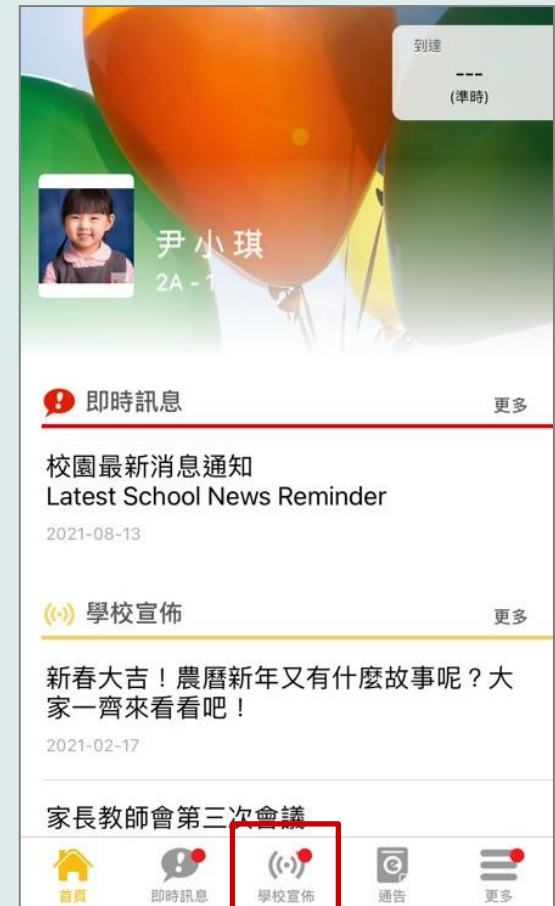 到達
---
(準時)
尹小琪
2A - 1
即時訊息
更多
校園最新消息通知
Latest School News Reminder
2021-08-13
學校宣佈
更多
新春大吉！農曆新年又有什麼故事呢？大
家一齊來看看吧！
2021-02-17
家長教師會第三次會議
首頁
即時訊息
學校宣佈
通告
更多